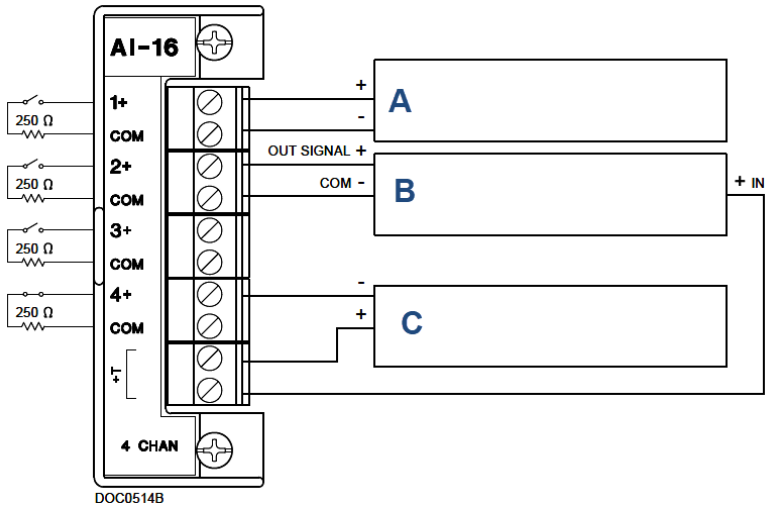 AI-16
1+
250 Ω
COM
2+
250 Ω
COM
3+
250 Ω
COM
4+
250 Ω
COM
+T
4 CHAN
DOC0514B
+
A
-
OUT SIGNAL +
COM -
B
+ IN
-
+
C